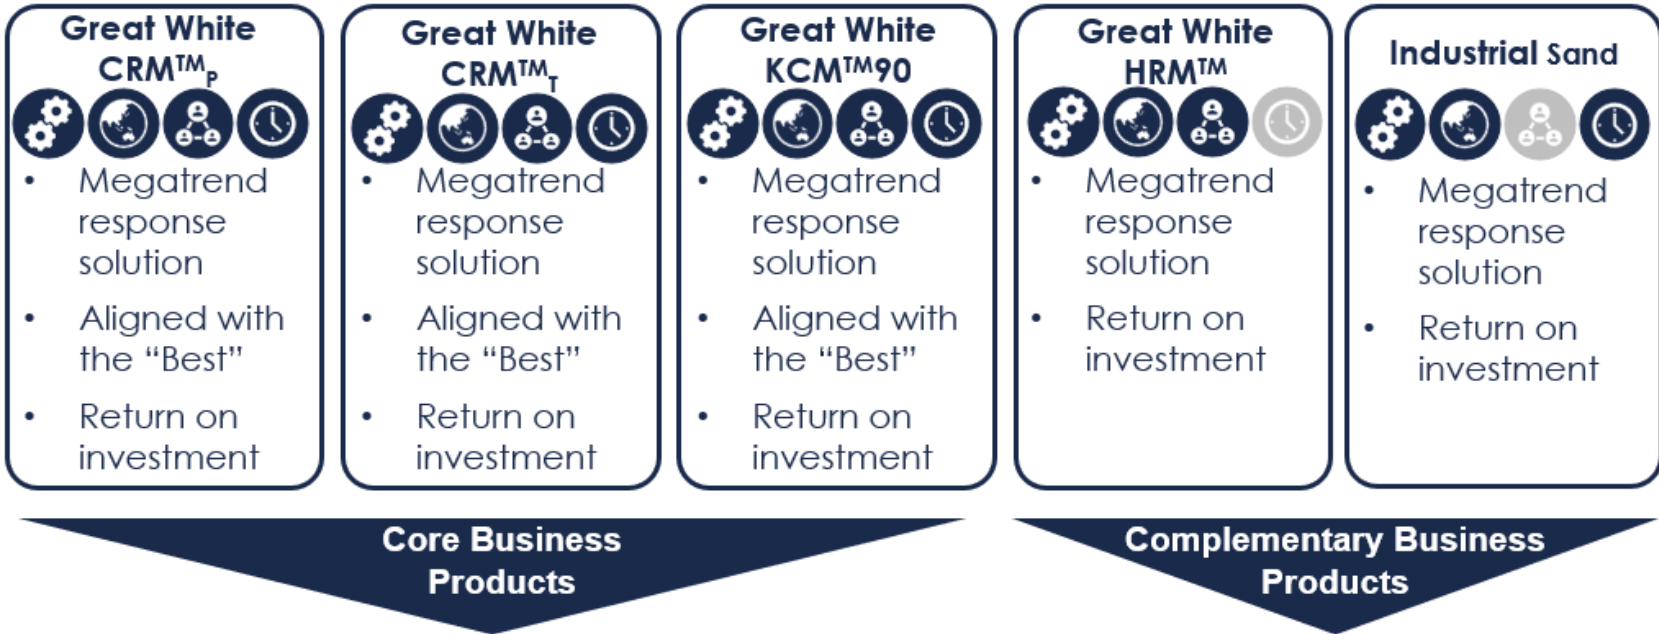 Great White
CRM™P
• Megatrend
response
solution
• Aligned with
the “Best”
• Return on
investment
Great White
CRM™T
• Megatrend
response
solution
• Aligned with
the “Best”
• Return on
investment
Great White
KCM™90
• Megatrend
response
solution
• Aligned with
the “Best”
• Return on
investment
Great White
HRM™
• Megatrend
response
solution
• Return on
investment
Industrial Sand
• Megatrend
response
solution
• Return on
investment
Core Business
Products
Complementary Business
Products